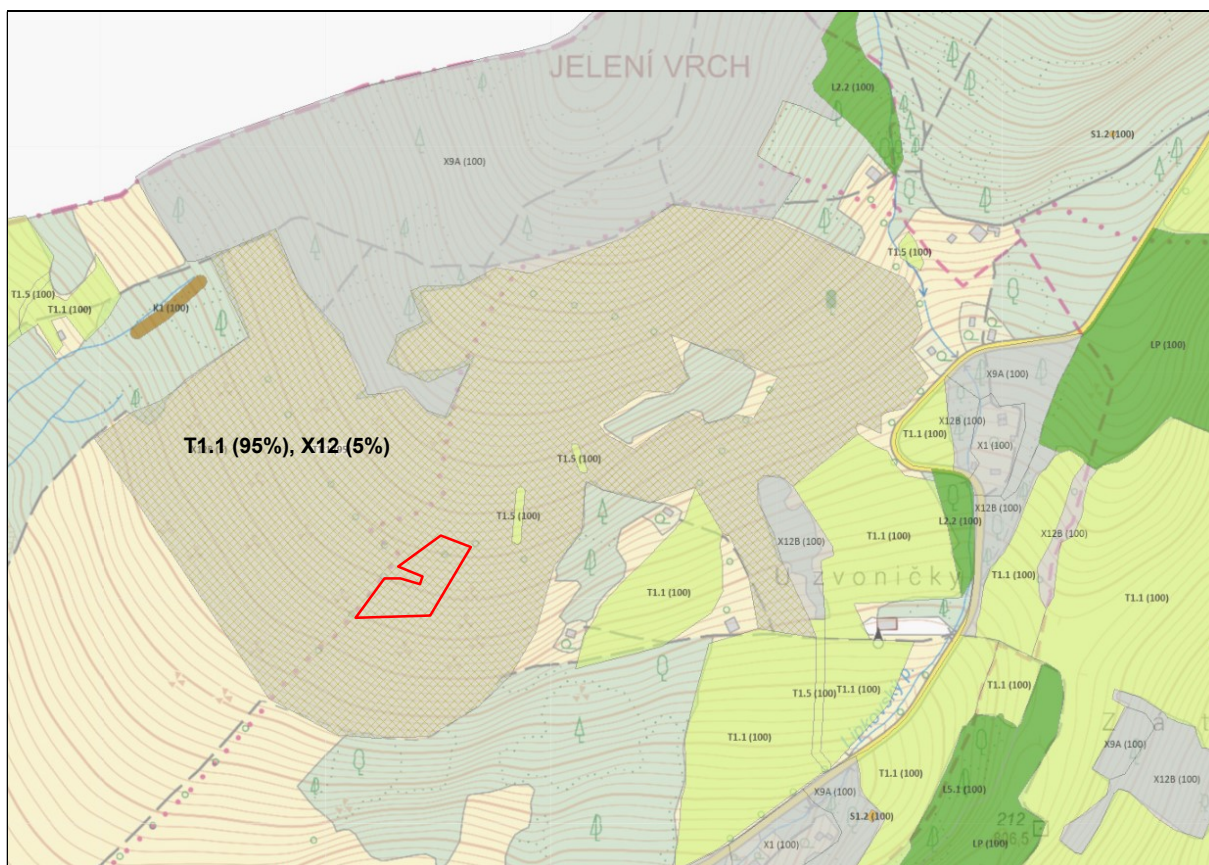 JELENÍ VRCH
L2.2 (100)
S1.2 (100)
X9A (100)
T1.5 (100)
T1.5 (100)
T1.1 (100)
K1 (100)
LP (100)
X9A (100)
X12B (100)
T1.1 (100)
X1 (100)
T1.1 (95%), X12 (5%)
T1.5 (100)
T1.5 (100)
X12B (100)
L2.2 (100)
X12B (100)
X12B (100)
T1.1 (100)
T1.1 (100)
U zvoničky
T1.1 (100)
T1.1 (100)
T1.1 (100)
T1.5 (100)
T1.1 (100)
Lipkovský p.
Z á t
T1.1 (100)
X9A (100)
T1.1 (100)
X12B (100)
X9A (100)
L5.1 (100)
S1.2 (100)
212
X1 (100)
LP (100)